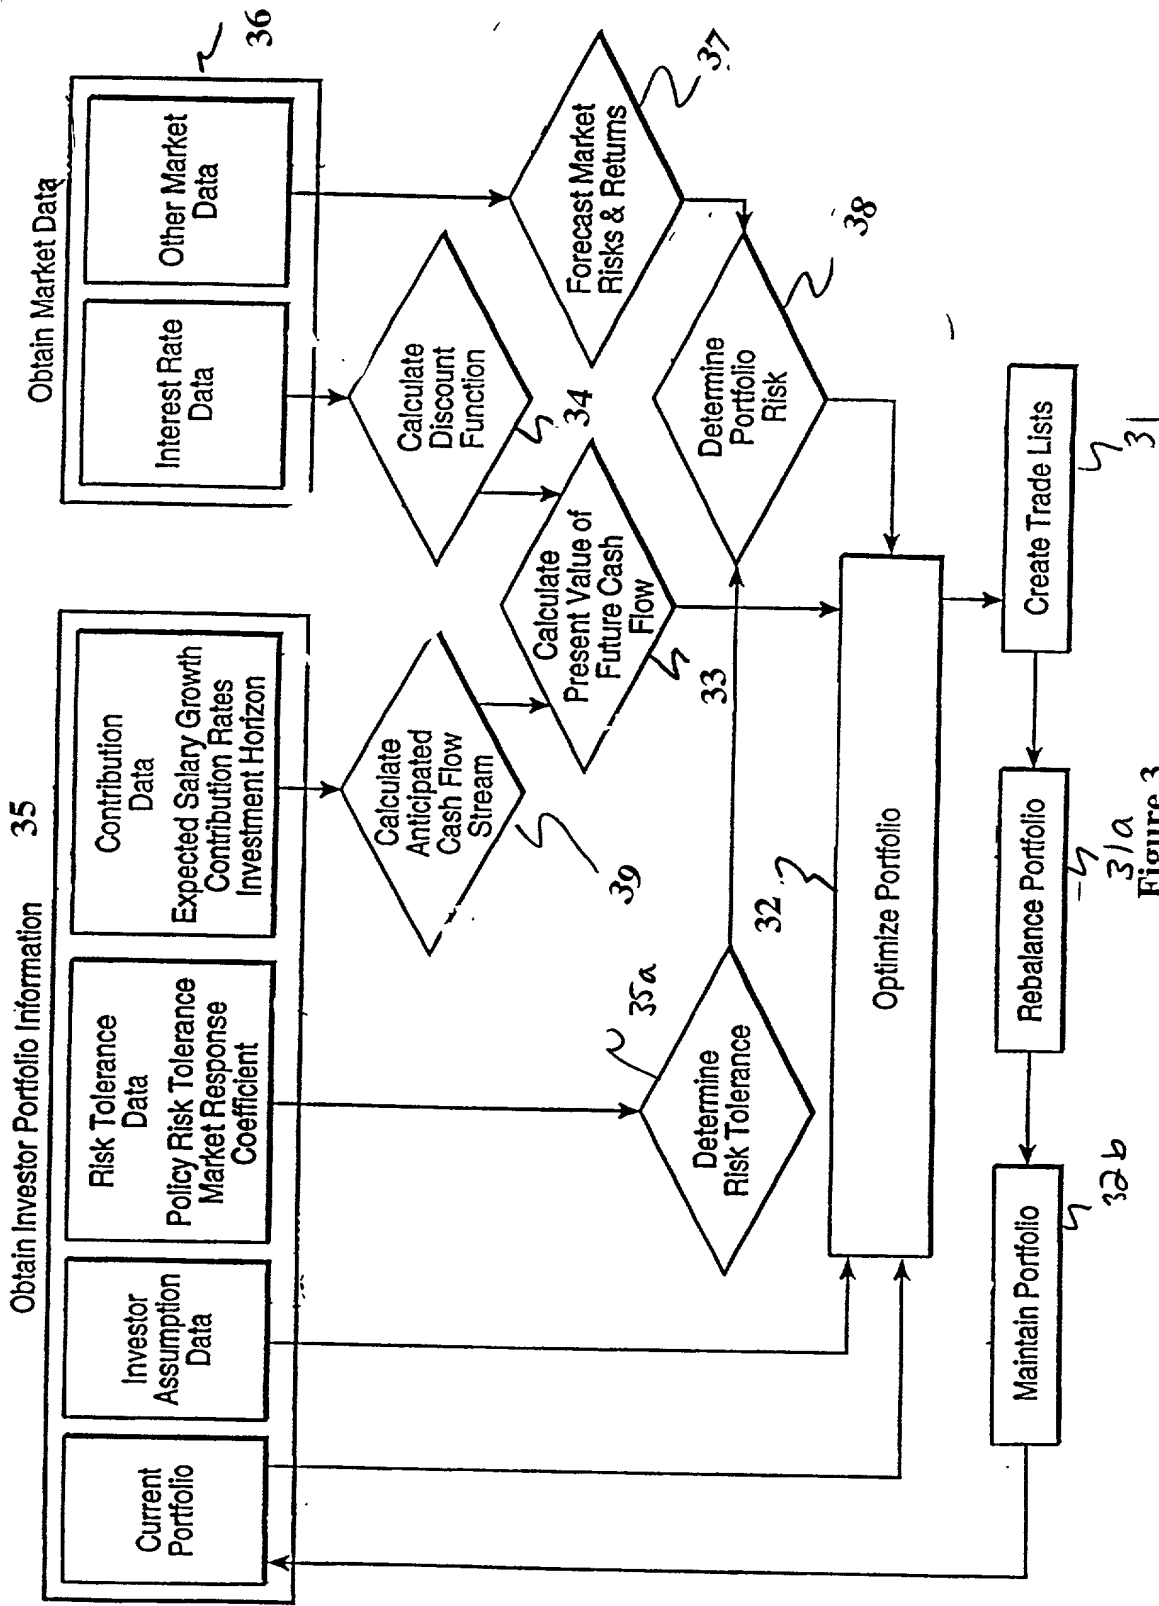 Obtain Investor Portfolio Information
35
Obtain Market Data
36
Current
Portfolio
Investor
Assumption
Data
Risk Tolerance
Data
Policy Risk Tolerance
Market Response
Coefficient
Contribution
Data
Expected Salary Growth
Contribution Rates
Investment Horizon
Interest Rate
Data
Other Market
Data
Calculate
Anticipated
Cash Flow
Stream
39
Calculate
Discount
Function
34
Calculate
Present Value of
Future Cash
Flow
33
Forecast Market
Risks & Returns
37
Determine
Risk Tolerance
35a
Determine
Portfolio
Risk
38
32
Optimize Portfolio
Maintain Portfolio
32b
Rebalance Portfolio
31a
Create Trade Lists
31
Figure 3